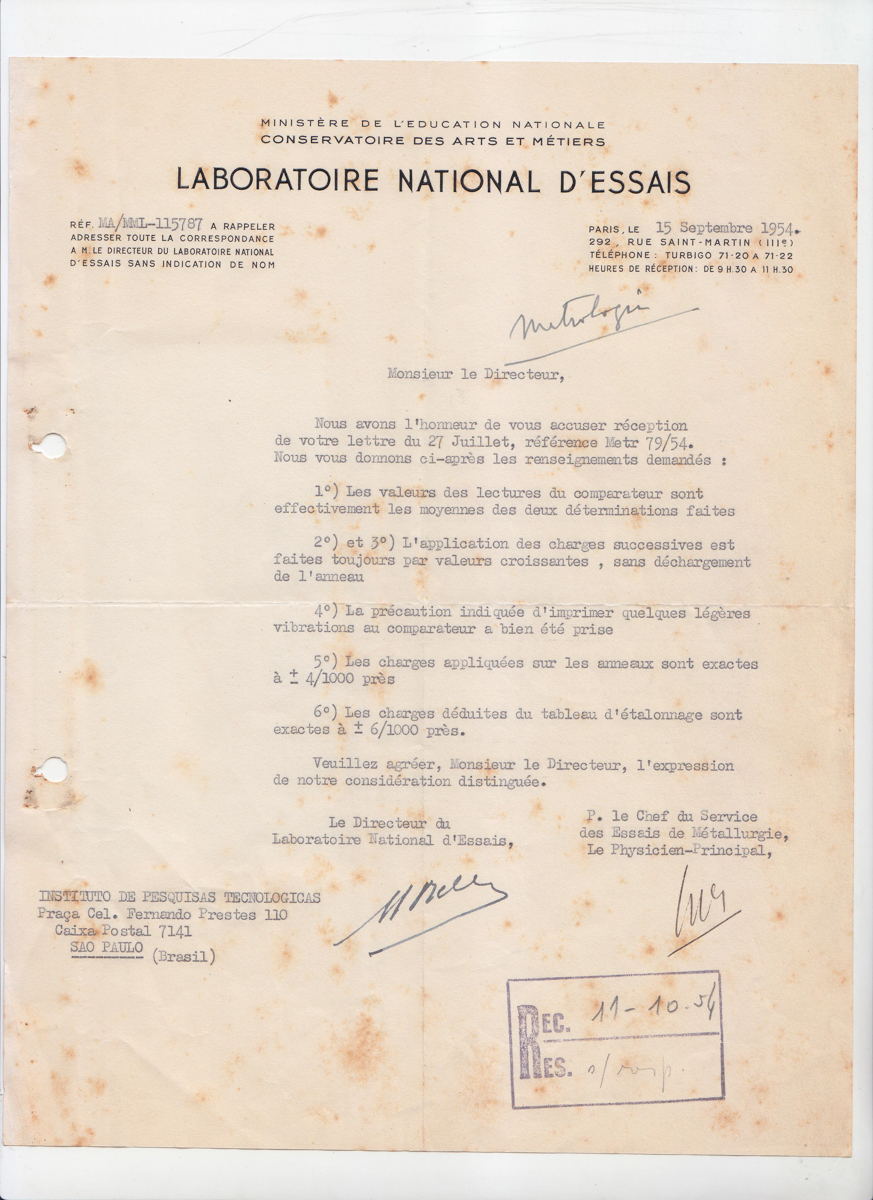 MINISTÈRE DE L'EDUCATION NATIONALE
CONSERVATOIRE DES ARTS ET MÉTIERS
LABORATOIRE NATIONAL D'ESSAIS
RÉF. MA/MML-115787 A RAPPELER
ADRESSER TOUTE LA CORRESPONDANCE
A M. LE DIRECTEUR DU LABORATOIRE NATIONAL
D'ESSAIS SANS INDICATION DE NOM
PARIS, LE 15 Septembre 1954.
292, RUE SAINT-MARTIN (IIIe)
TÉLÉPHONE : TURBIGO 71-20 A 71-22
HEURES DE RÉCEPTION : DE 9 H. 30 A 11 H. 30
Metrologia
Monsieur le Directeur,
Nous avons l'honneur de vous accuser réception
de votre lettre du 27 Juillet, référence Metr 79/54.
Nous vous donnons ci-après les renseignements demandés :
1°) Les valeurs des lectures du comparateur sont
effectivement les moyennes des deux déterminations faites
2°) et 3°) L'application des charges successives est
faites toujours par valeurs croissantes , sans déchargement
de l'anneau
4°) La précaution indiquée d'imprimer quelques légères
vibrations au comparateur a bien été prise
5°) Les charges appliquées sur les anneaux sont exactes
à ± 4/1000 près
6°) Les charges déduites du tableau d'étalonnage sont
exactes à ± 6/1000 près.
Veuillez agréer, Monsieur le Directeur, l'expression
de notre considération distinguée.
Le Directeur du
Laboratoire National d'Essais,
P. le Chef du Service
des Essais de Métallurgie,
Le Physicien-Principal,
INSTITUTO DE PESQUISAS TECNOLOGICAS
Praça Cel. Fernando Prestes 110
Caixa Postal 7141
SAO PAULO (Brasil)
REC. 11-10-54
RES. s/resp.